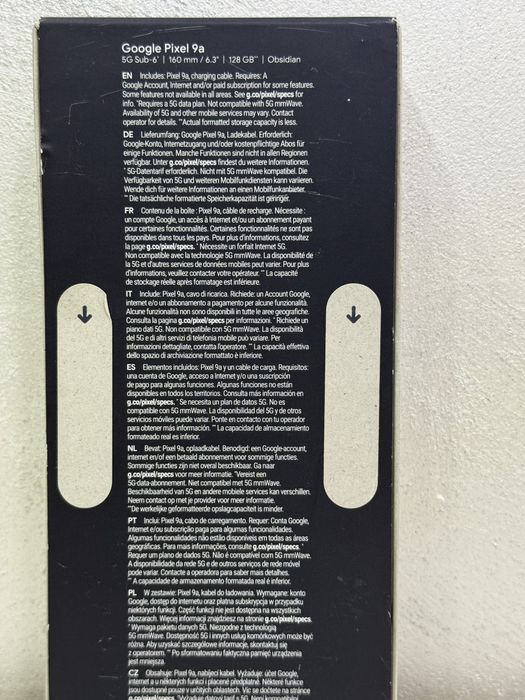 Google Pixel 9a
5G Sub-6* | 160 mm / 6.3" | 128 GB** | Obsidian
EN Includes: Pixel 9a, charging cable. Requires: A
Google Account, Internet and/or paid subscription for some features.
Some features not available in all areas. See g.co/pixel/specs for
info. *Requires a 5G data plan. Not compatible with 5G mmWave.
Availability of 5G and other mobile services may vary. Contact
operator for details. **Actual formatted storage capacity is less.
DE Lieferumfang: Google Pixel 9a, Ladekabel. Erforderlich:
Google-Konto, Internetzugang und/oder kostenpflichtige Abos für
einige Funktionen. Manche Funktionen sind nicht in allen Regionen
verfügbar. Unter g.co/pixel/specs findest du weitere Informationen.
*5G-Datentarif erforderlich. Nicht mit 5G mmWave kompatibel. Die
Verfügbarkeit von 5G und weiteren Mobilfunkdiensten kann variieren.
Wende dich für weitere Informationen an einen Mobilfunkanbieter.
**Die tatsächliche formatierte Speicherkapazität ist geringer.
FR Contenu de la boîte : Pixel 9a, câble de recharge. Nécessite :
un compte Google, un accès à Internet et/ou un abonnement payant
pour certaines fonctionnalités. Certaines fonctionnalités ne sont pas
disponibles dans tous les pays. Pour plus d'informations, consultez
la page g.co/pixel/specs. *Nécessite un forfait Internet 5G.
Non compatible avec la technologie 5G mmWave. La disponibilité de
la 5G et d'autres services de données mobiles peut varier. Pour plus
d'informations, veuillez contacter votre opérateur. **La capacité
de stockage réelle après formatage est inférieure.
IT Include: Pixel 9a, cavo di ricarica. Richiede: un Account Google,
internet e/o un abbonamento a pagamento per alcune funzionalità.
Alcune funzionalità non sono disponibili in tutte le aree geografiche.
Consulta la pagina g.co/pixel/specs per informazioni. *Richiede un
piano dati 5G. Non compatibile con 5G mmWave. La disponibilità
del 5G e di altri servizi di telefonia mobile può variare. Per
informazioni dettagliate, contatta l'operatore. **La capacità effettiva
dello spazio di archiviazione formattato è inferiore.
ES Elementos incluidos: Pixel 9a y un cable de carga. Requisitos:
una cuenta de Google, acceso a Internet y/o una suscripción
de pago para algunas funciones. Algunas funciones no están
disponibles en todos los territorios. Consulta más información en
g.co/pixel/specs. *Se necesita un plan de datos 5G. No es
compatible con 5G mmWave. La disponibilidad del 5G y de otros
servicios móviles puede variar. Ponte en contacto con tu operador
para obtener más información. **La capacidad de almacenamiento
formateado real es inferior.
NL Bevat: Pixel 9a, oplaadkabel. Benodigd: een Google-account,
internet en/of een betaald abonnement voor sommige functies.
Sommige functies zijn niet overal beschikbaar. Ga naar
g.co/pixel/specs voor meer informatie. *Vereist een
5G-data-abonnement. Niet compatibel met 5G mmWave.
Beschikbaarheid van 5G en andere mobiele services kan verschillen.
Neem contact op met je provider voor meer informatie.
**De werkelijke geformatteerde opslagcapaciteit is minder.
PT Inclui: Pixel 9a, cabo de carregamento. Requer: Conta Google,
Internet e/ou subscrição paga para algumas funcionalidades.
Algumas funcionalidades não estão disponíveis em todas as áreas
geográficas. Para mais informações, consulte g.co/pixel/specs. *
Requer um plano de dados 5G. Não é compatível com 5G mmWave.
A disponibilidade da rede 5G e de outros serviços de rede móvel
pode variar. Contacte a operadora para saber mais detalhes.
**A capacidade de armazenamento formatada real é inferior.
PL W zestawie: Pixel 9a, kabel do ładowania. Wymagane: konto
Google, dostęp do internetu oraz płatna subskrypcja w przypadku
niektórych funkcji. Część funkcji nie jest dostępna na wszystkich
obszarach. Więcej informacji znajdziesz na stronie g.co/pixel/specs.
*Wymaga pakietu danych 5G. Niezgodne z technologią
5G mmWave. Dostępność 5G i innych usług komórkowych może być
różna. Aby uzyskać szczegółowe informacje, skontaktuj się
z operatorem. **Po sformatowaniu faktyczna pamięć urządzenia
jest mniejsza.
CZ Obsahuje: Pixel 9a, nabíjecí kabel. Vyžaduje: účet Google,
internet a u některých funkcí i placené předplatné. Některé funkce
jsou dostupné pouze v určitých oblastech. Víc se dočtete na stránce
g.co/pixel/specs. *Vyžaduje datový tarif s 5G. Není kompatibilní